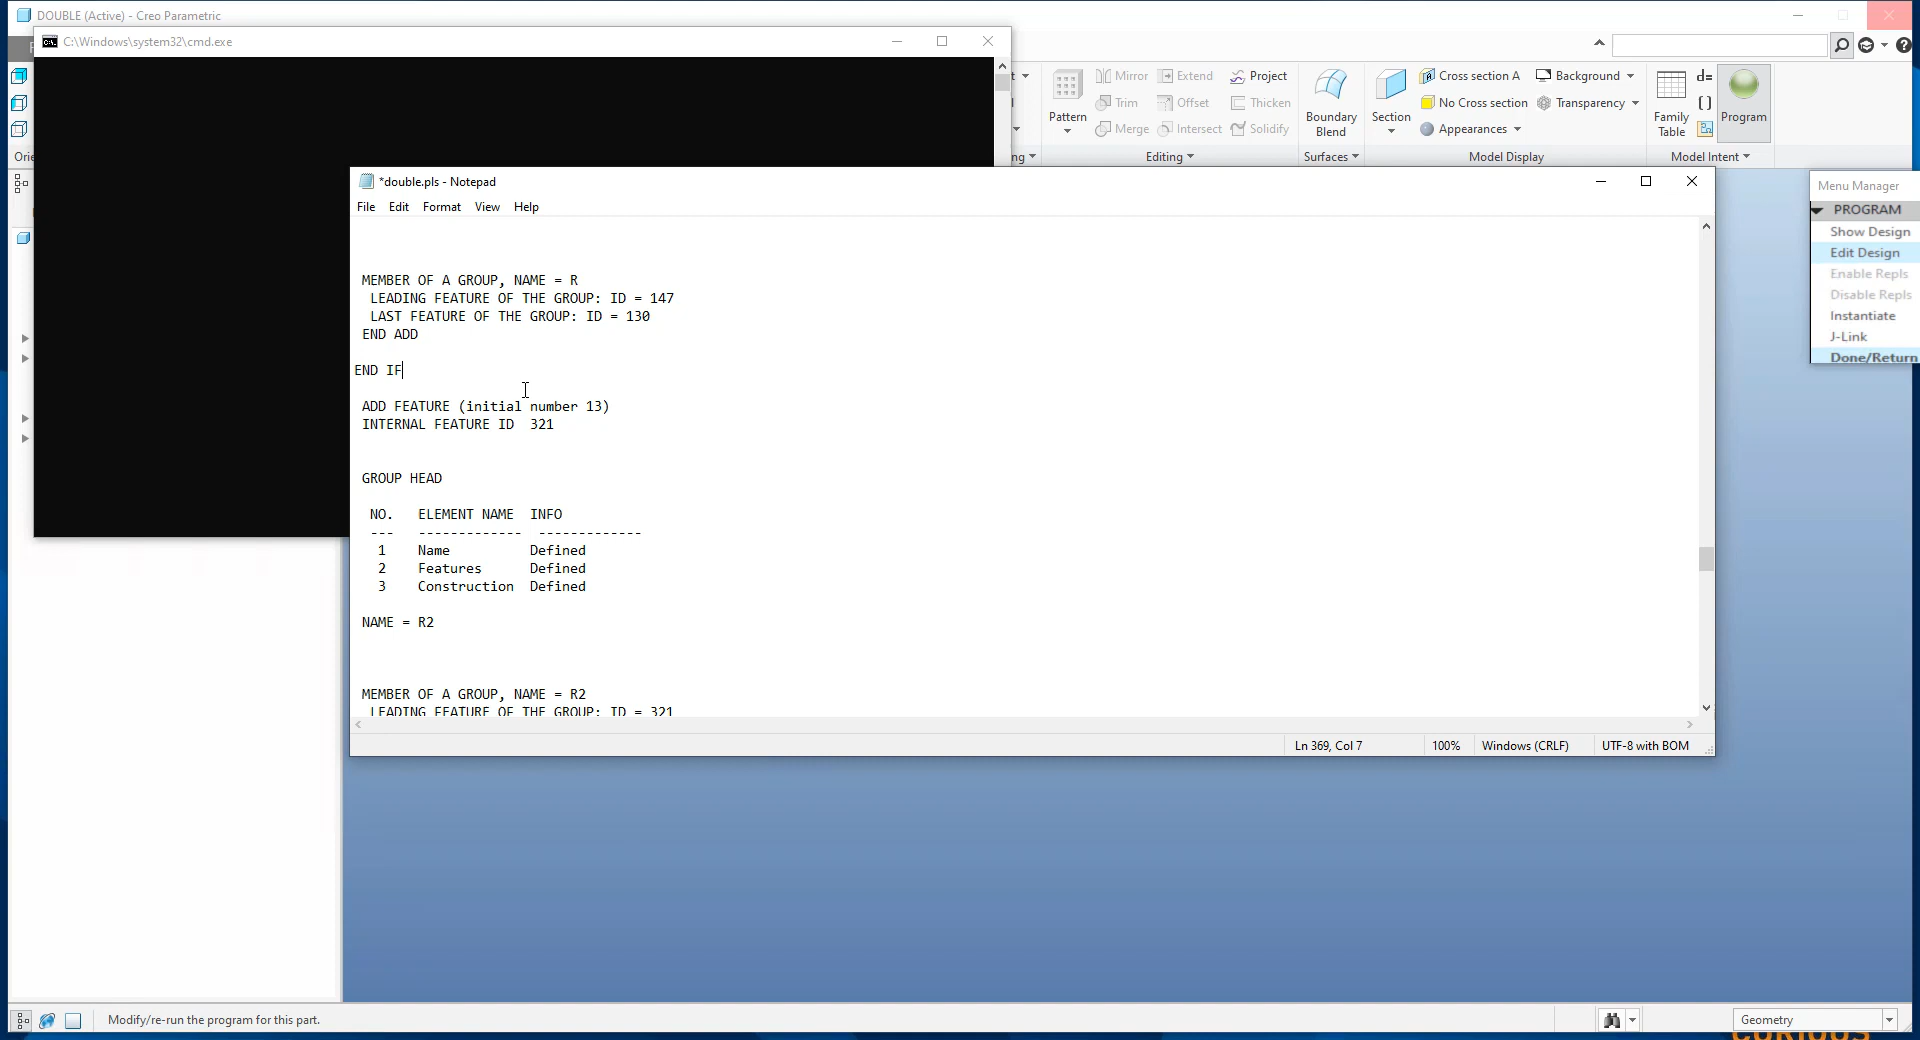 DOUBLE (Active) - Creo Parametric
C:\Windows\system32\cmd.exe
Mirror
Extend
Project
Trim
Offset
Thicken
Merge
Intersect
Solidify
Pattern
Boundary
Blend
Section
Cross section A
No Cross section
Appearances
Background
Transparency
Family
Table
d=
Program
Editing
Surfaces
Model Display
Model Intent
*double.pls - Notepad
File Edit Format View Help
MEMBER OF A GROUP, NAME = R
LEADING FEATURE OF THE GROUP: ID = 147
LAST FEATURE OF THE GROUP: ID = 130
END ADD
END IF
ADD FEATURE (initial number 13)
INTERNAL FEATURE ID  321
GROUP HEAD
NO.   ELEMENT NAME  INFO
---   -------------  -------------
1    Name          Defined
2    Features      Defined
3    Construction  Defined
NAME = R2
MEMBER OF A GROUP, NAME = R2
LEADING FEATURE OF THE GROUP: ID = 321
Ln 369, Col 7
100%
Windows (CRLF)
UTF-8 with BOM
Menu Manager
PROGRAM
Show Design
Edit Design
Enable Repls
Disable Repls
Instantiate
J-Link
Done/Return
Modify/re-run the program for this part.
Geometry